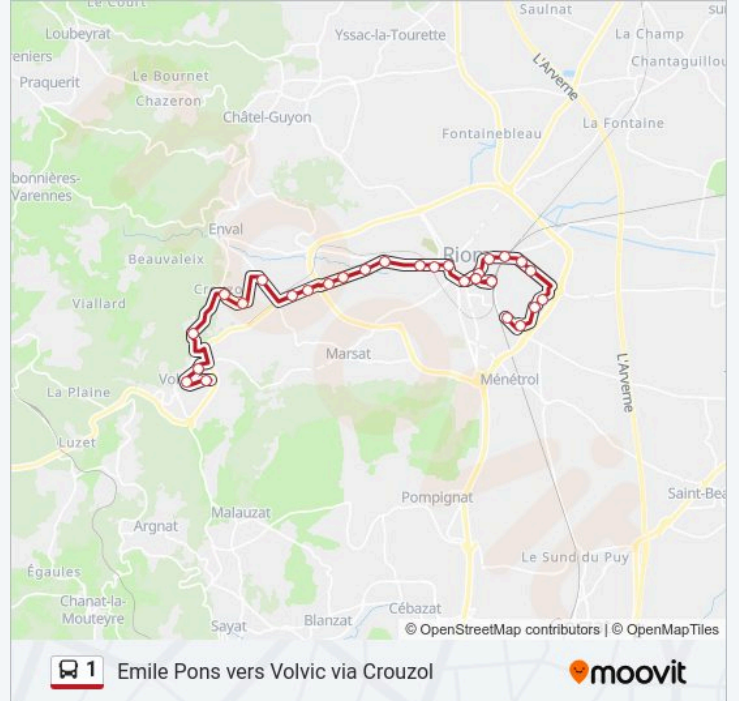 Le Court
Saulnat
Loubeyrat
Yssac-la-Tourette
La Champ
Le Bournet
L'Arverne
Chantaguillou
Praquerit
Chazeron
Châtel-Guyon
La Fontaine
Fontainebleau
bonnières-
Varennes
Enval
Beauvaleix
Riom
Viallard
Marsat
La Plaine
Ménétrol
L'Arverne
Luzet
Pompignat
Saint-Bea
Malauzat
Argnat
Le Sund du Puy
Égaules
Chanat-la-
Mouteyre
Cébazat
Sayat
Blanzat
© OpenStreetMap contributors | © OpenMapTiles
1 Emile Pons vers Volvic via Crouzol
moovit